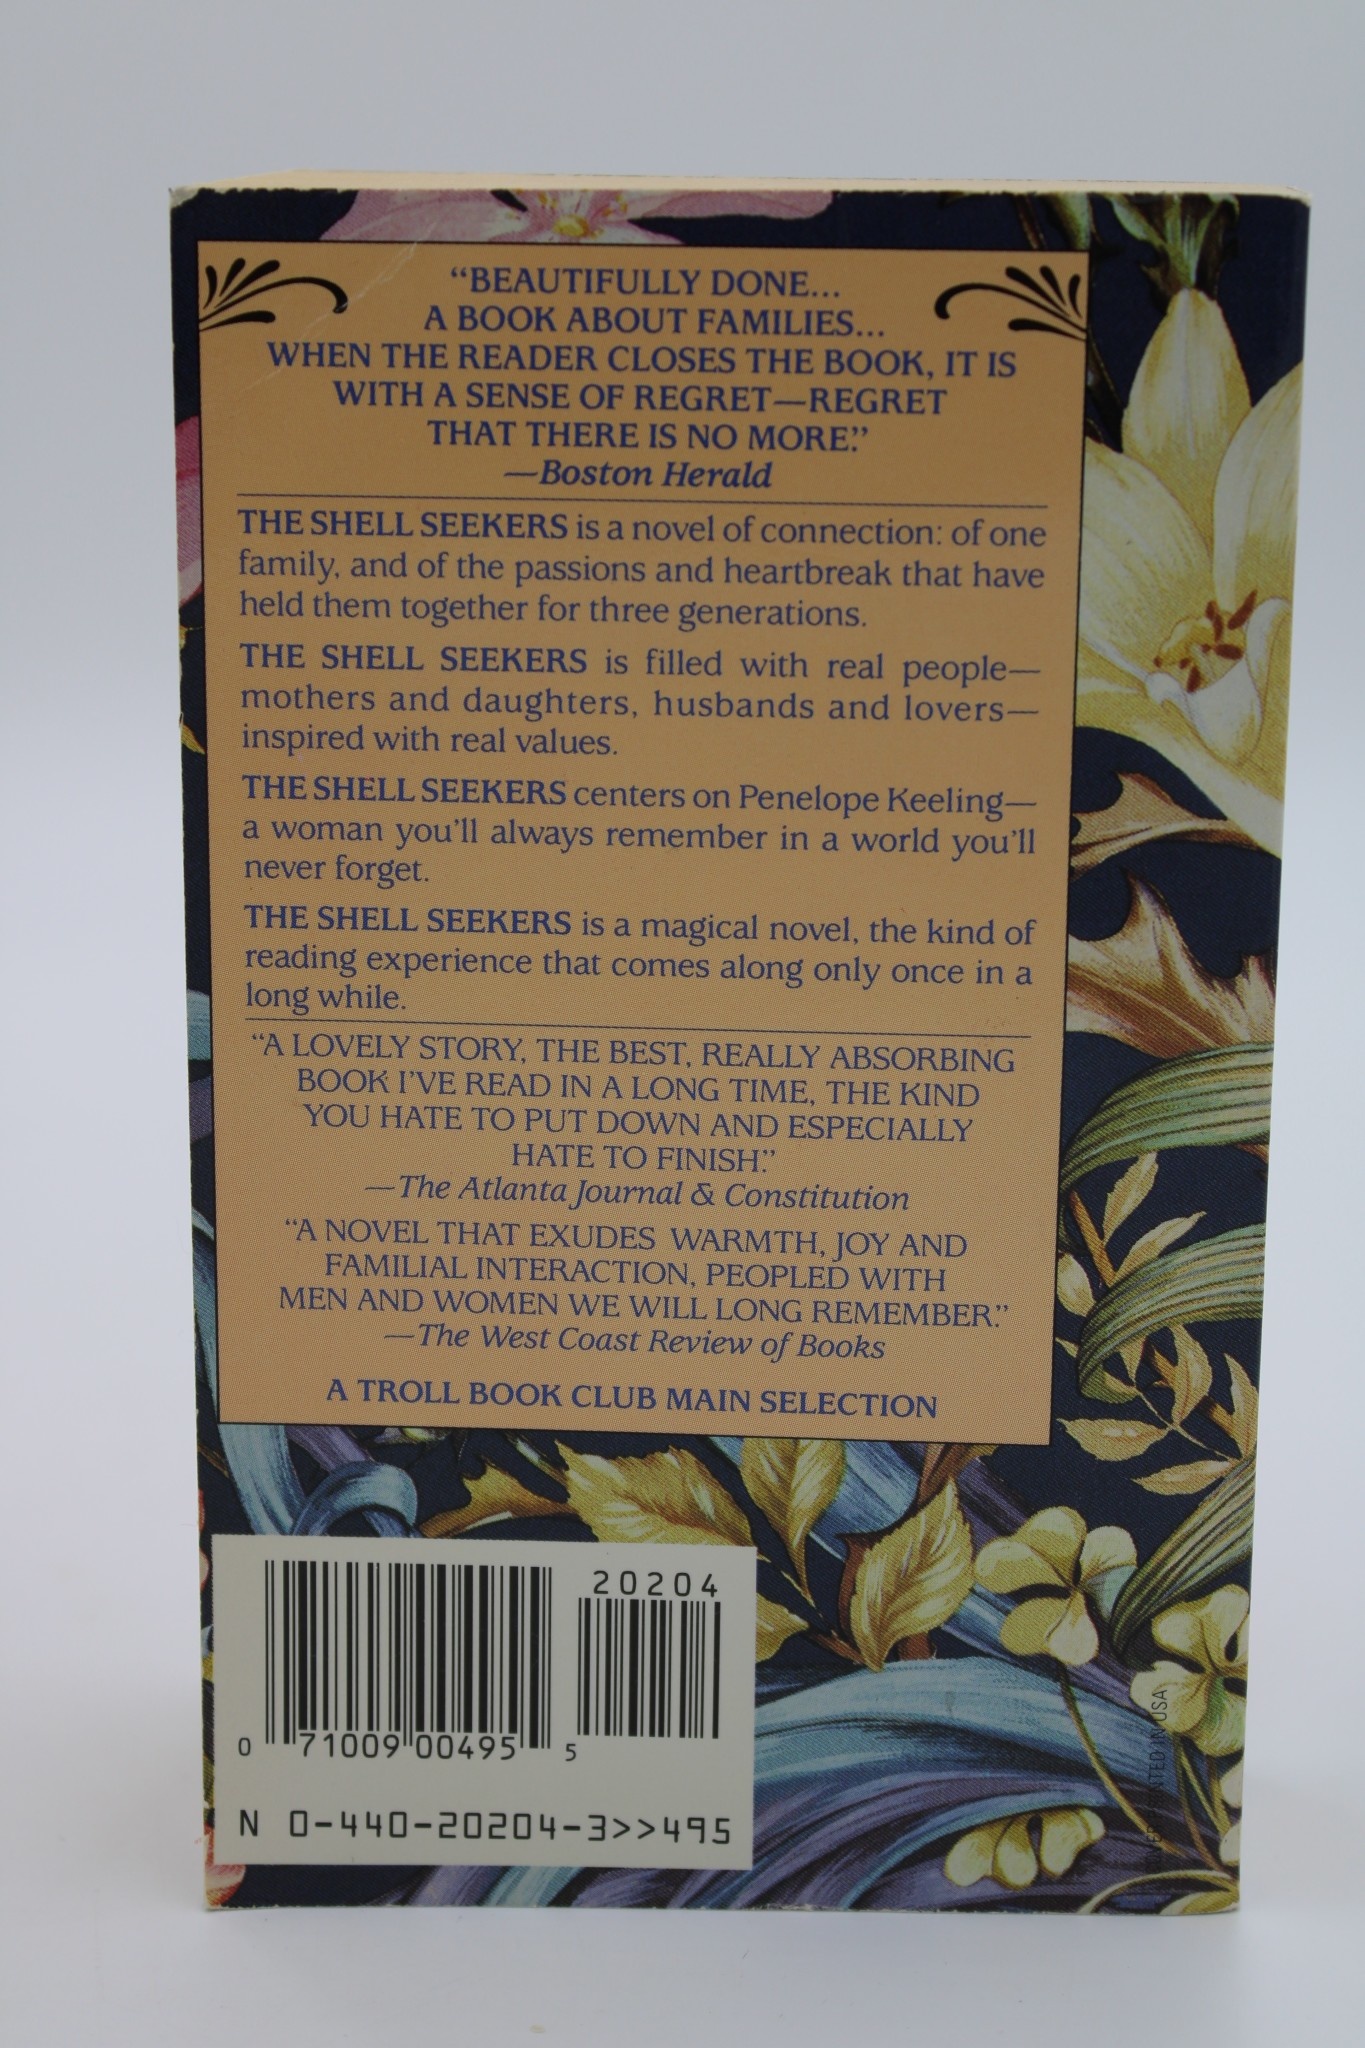 “BEAUTIFULLY DONE...
A BOOK ABOUT FAMILIES...
WHEN THE READER CLOSES THE BOOK, IT IS
WITH A SENSE OF REGRET—REGRET
THAT THERE IS NO MORE.”
—Boston Herald
THE SHELL SEEKERS is a novel of connection: of one
family, and of the passions and heartbreak that have
held them together for three generations.
THE SHELL SEEKERS is filled with real people—
mothers and daughters, husbands and lovers—
inspired with real values.
THE SHELL SEEKERS centers on Penelope Keeling—
a woman you’ll always remember in a world you’ll
never forget.
THE SHELL SEEKERS is a magical novel, the kind of
reading experience that comes along only once in a
long while.
“A LOVELY STORY, THE BEST, REALLY ABSORBING
BOOK I’VE READ IN A LONG TIME, THE KIND
YOU HATE TO PUT DOWN AND ESPECIALLY
HATE TO FINISH.”
—The Atlanta Journal & Constitution
“A NOVEL THAT EXUDES WARMTH, JOY AND
FAMILIAL INTERACTION, PEOPLED WITH
MEN AND WOMEN WE WILL LONG REMEMBER.”
—The West Coast Review of Books
A TROLL BOOK CLUB MAIN SELECTION
20204
0 71009 00495 5
N 0-440-20204-3>>495
IN USA